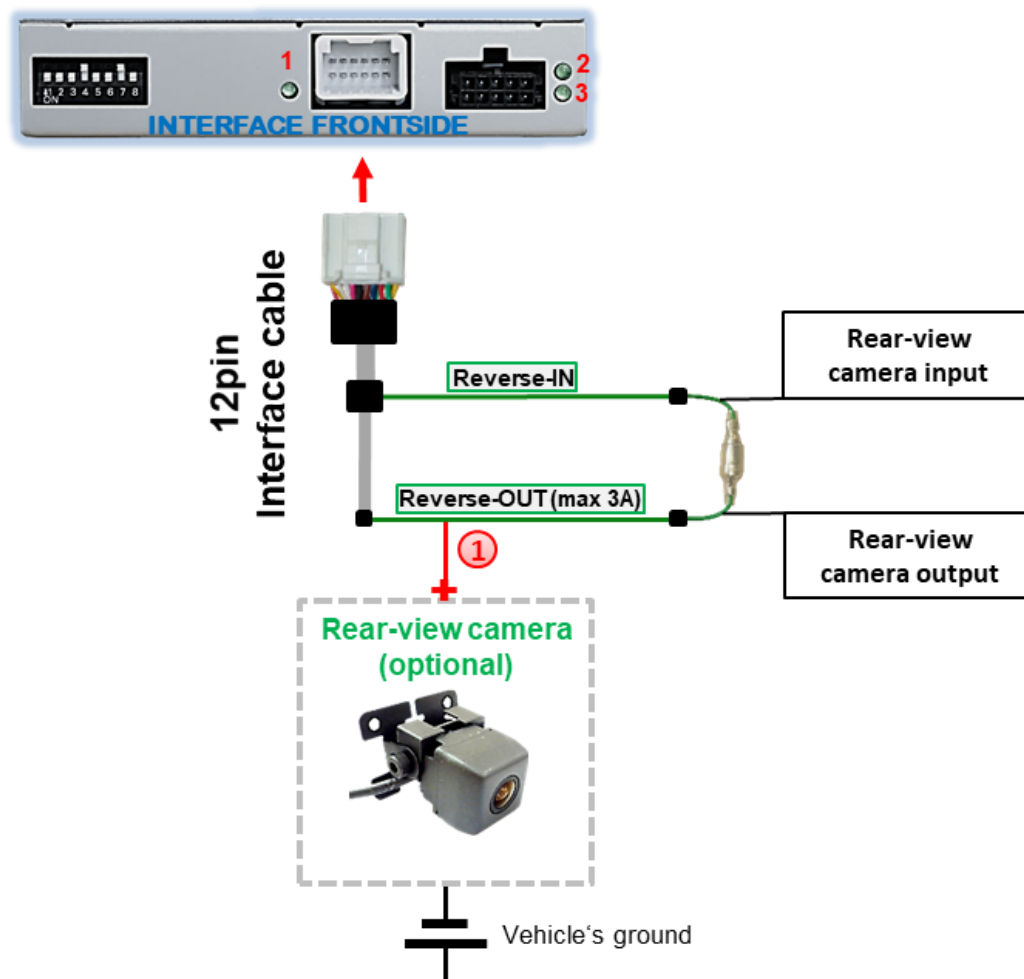 1
2
3
1 2 3 4 5 6 7 8
ON
INTERFACE FRONTSIDE
12pin
Interface cable
Reverse-IN
Rear-view
camera input
Reverse-OUT (max 3A)
Rear-view
camera output
1
Rear-view camera
(optional)
Vehicle‘s ground